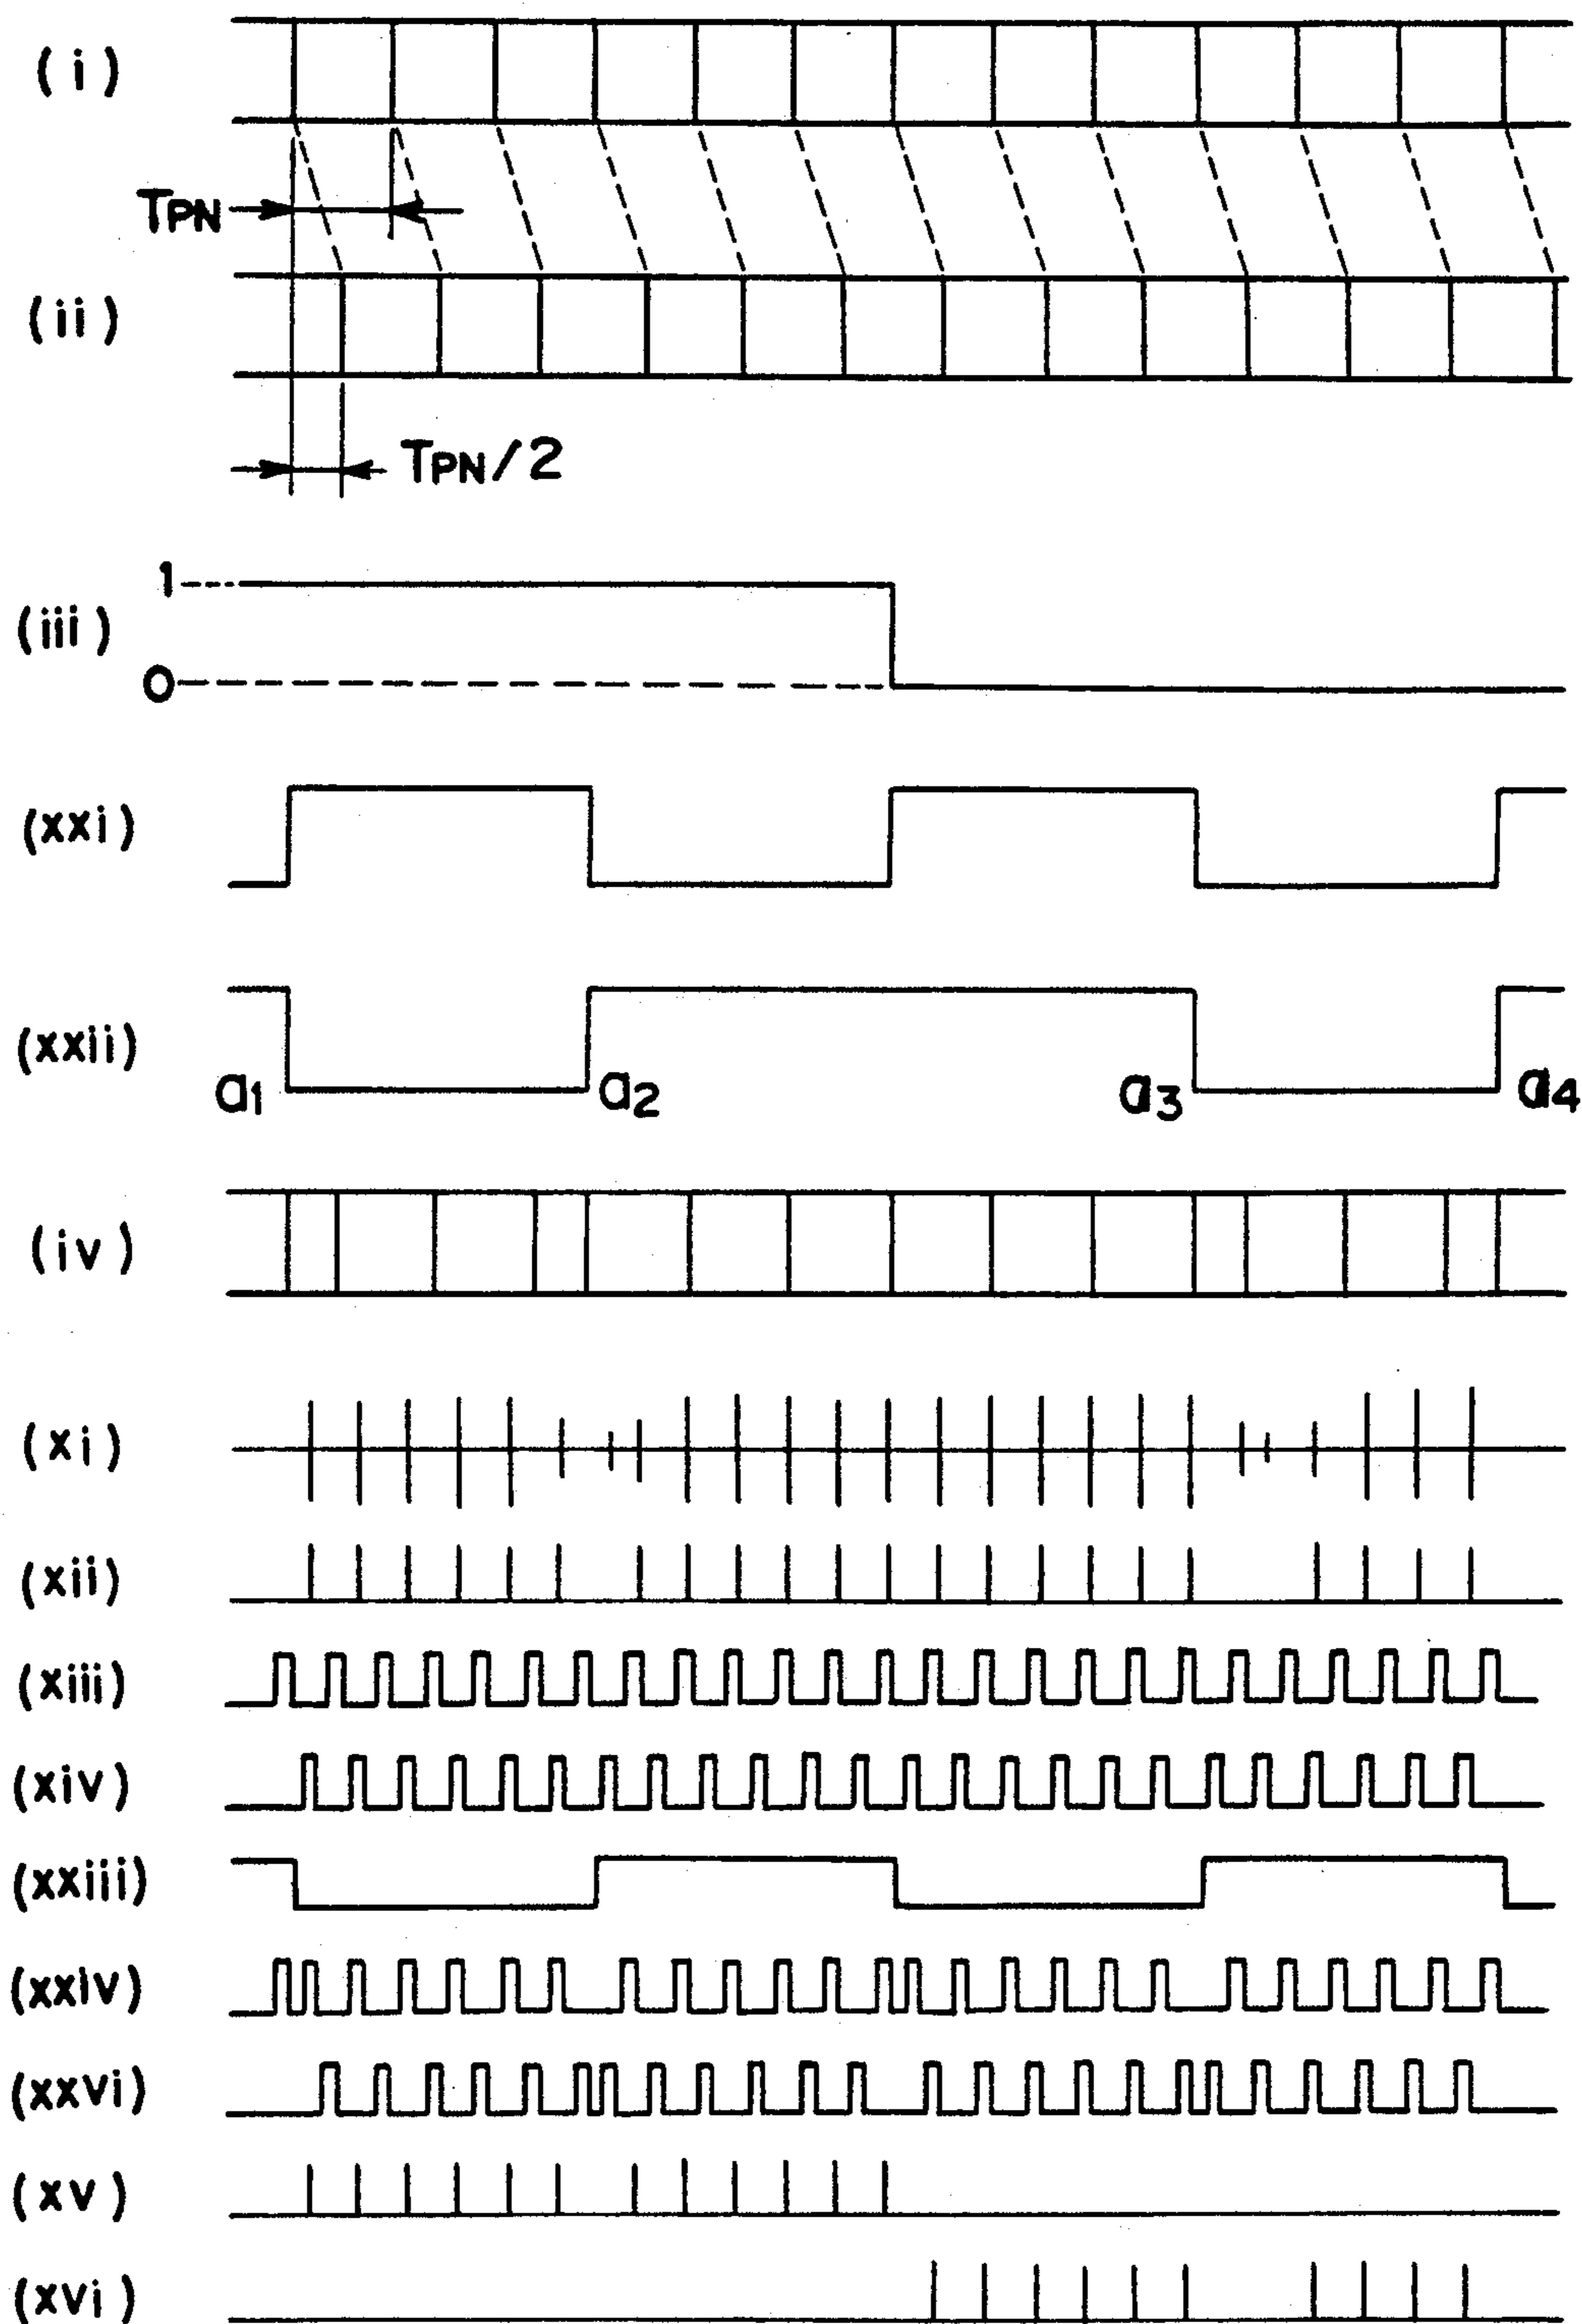 (i)
TPN
(ii)
TPN/2
1
(iii)
0
(xxi)
(xxii)
a1 a2 a3 a4
(iv)
(xi)
(xii)
(xiii)
(xiv)
(xxiii)
(xxiv)
(xxvi)
(xv)
(xvi)